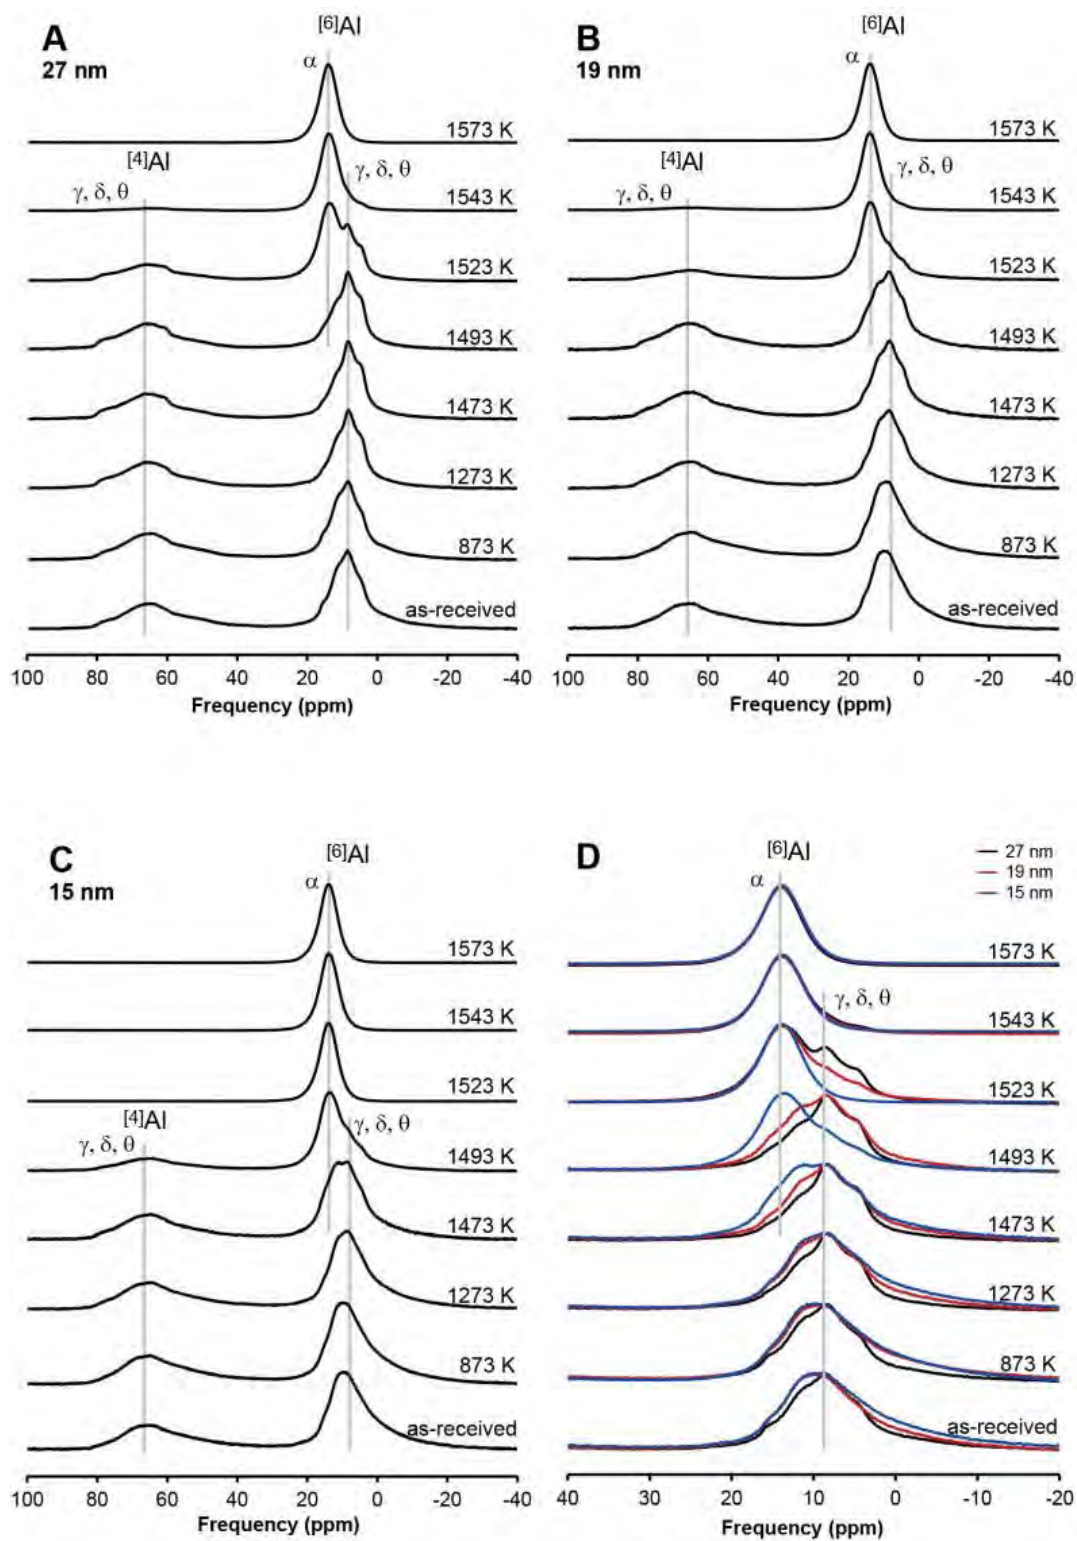 A
27 nm
[6]Al
α
1573 K
[4]Al
γ, δ, θ
γ, δ, θ
1543 K
1523 K
1493 K
1473 K
1273 K
873 K
as-received
100 80 60 40 20 0 -20 -40
Frequency (ppm)
B
19 nm
[6]Al
α
1573 K
[4]Al
γ, δ, θ
γ, δ, θ
1543 K
1523 K
1493 K
1473 K
1273 K
873 K
as-received
100 80 60 40 20 0 -20 -40
Frequency (ppm)
C
15 nm
[6]Al
α
1573 K
1543 K
1523 K
[4]Al
γ, δ, θ
γ, δ, θ
1493 K
1473 K
1273 K
873 K
as-received
100 80 60 40 20 0 -20 -40
Frequency (ppm)
D
[6]Al
27 nm
19 nm
15 nm
α
1573 K
γ, δ, θ
1543 K
1523 K
1493 K
1473 K
1273 K
873 K
as-received
40 30 20 10 0 -10 -20
Frequency (ppm)